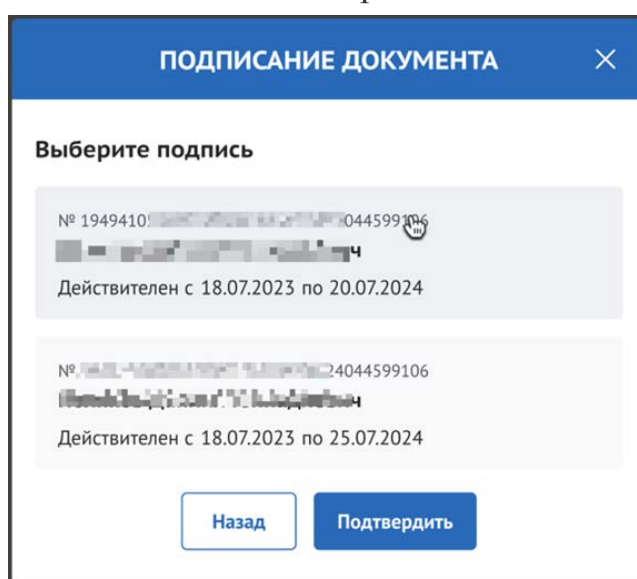 ПОДПИСАНИЕ ДОКУМЕНТА
Выберите подпись
№ 1949410
Действителен с 18.07.2023 по 20.07.2024
№ 24044599106
Действителен с 18.07.2023 по 25.07.2024
Назад Подтвердить